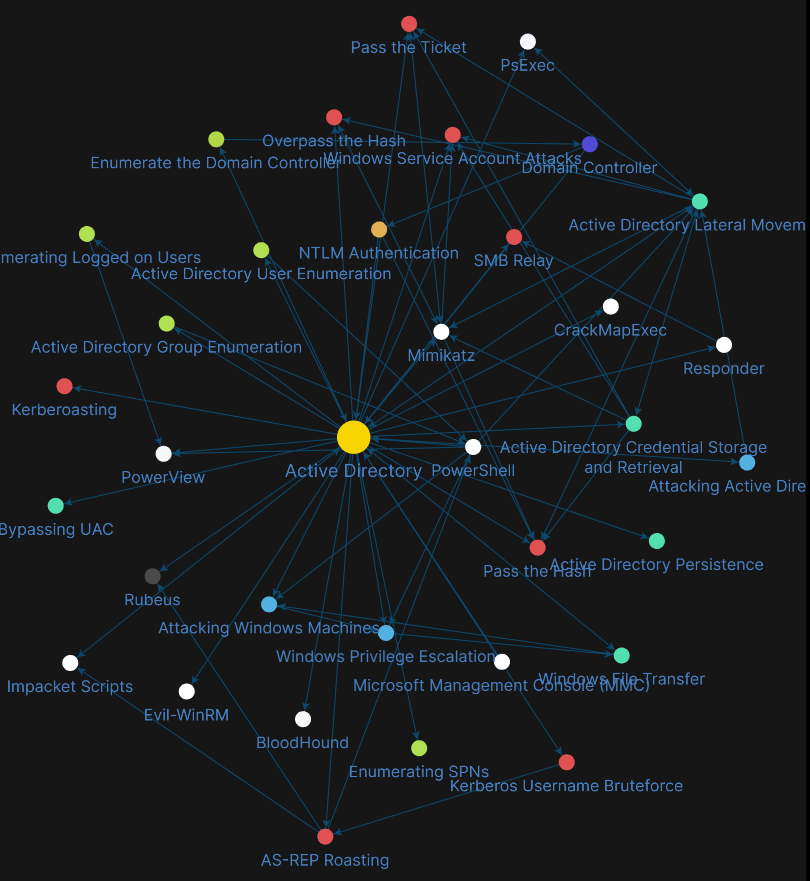 Pass the Ticket
PsExec
Overpass the Hash
Windows Service Account Attacks
Enumerate the Domain Controller
Domain Controller
Active Directory Lateral Movem
NTLM Authentication
merating Logged on Users
SMB Relay
Active Directory User Enumeration
CrackMapExec
Active Directory Group Enumeration
Mimikatz
Responder
Kerberoasting
Active Directory Credential Storage
and Retrieval
Active Directory
PowerShell
PowerView
Attacking Active Dire
Bypassing UAC
Active Directory Persistence
Pass the Hash
Rubeus
Attacking Windows Machines
Windows Privilege Escalation
Windows File Transfer
Microsoft Management Console (MMC)
Impacket Scripts
Evil-WinRM
BloodHound
Enumerating SPNs
Kerberos Username Bruteforce
AS-REP Roasting